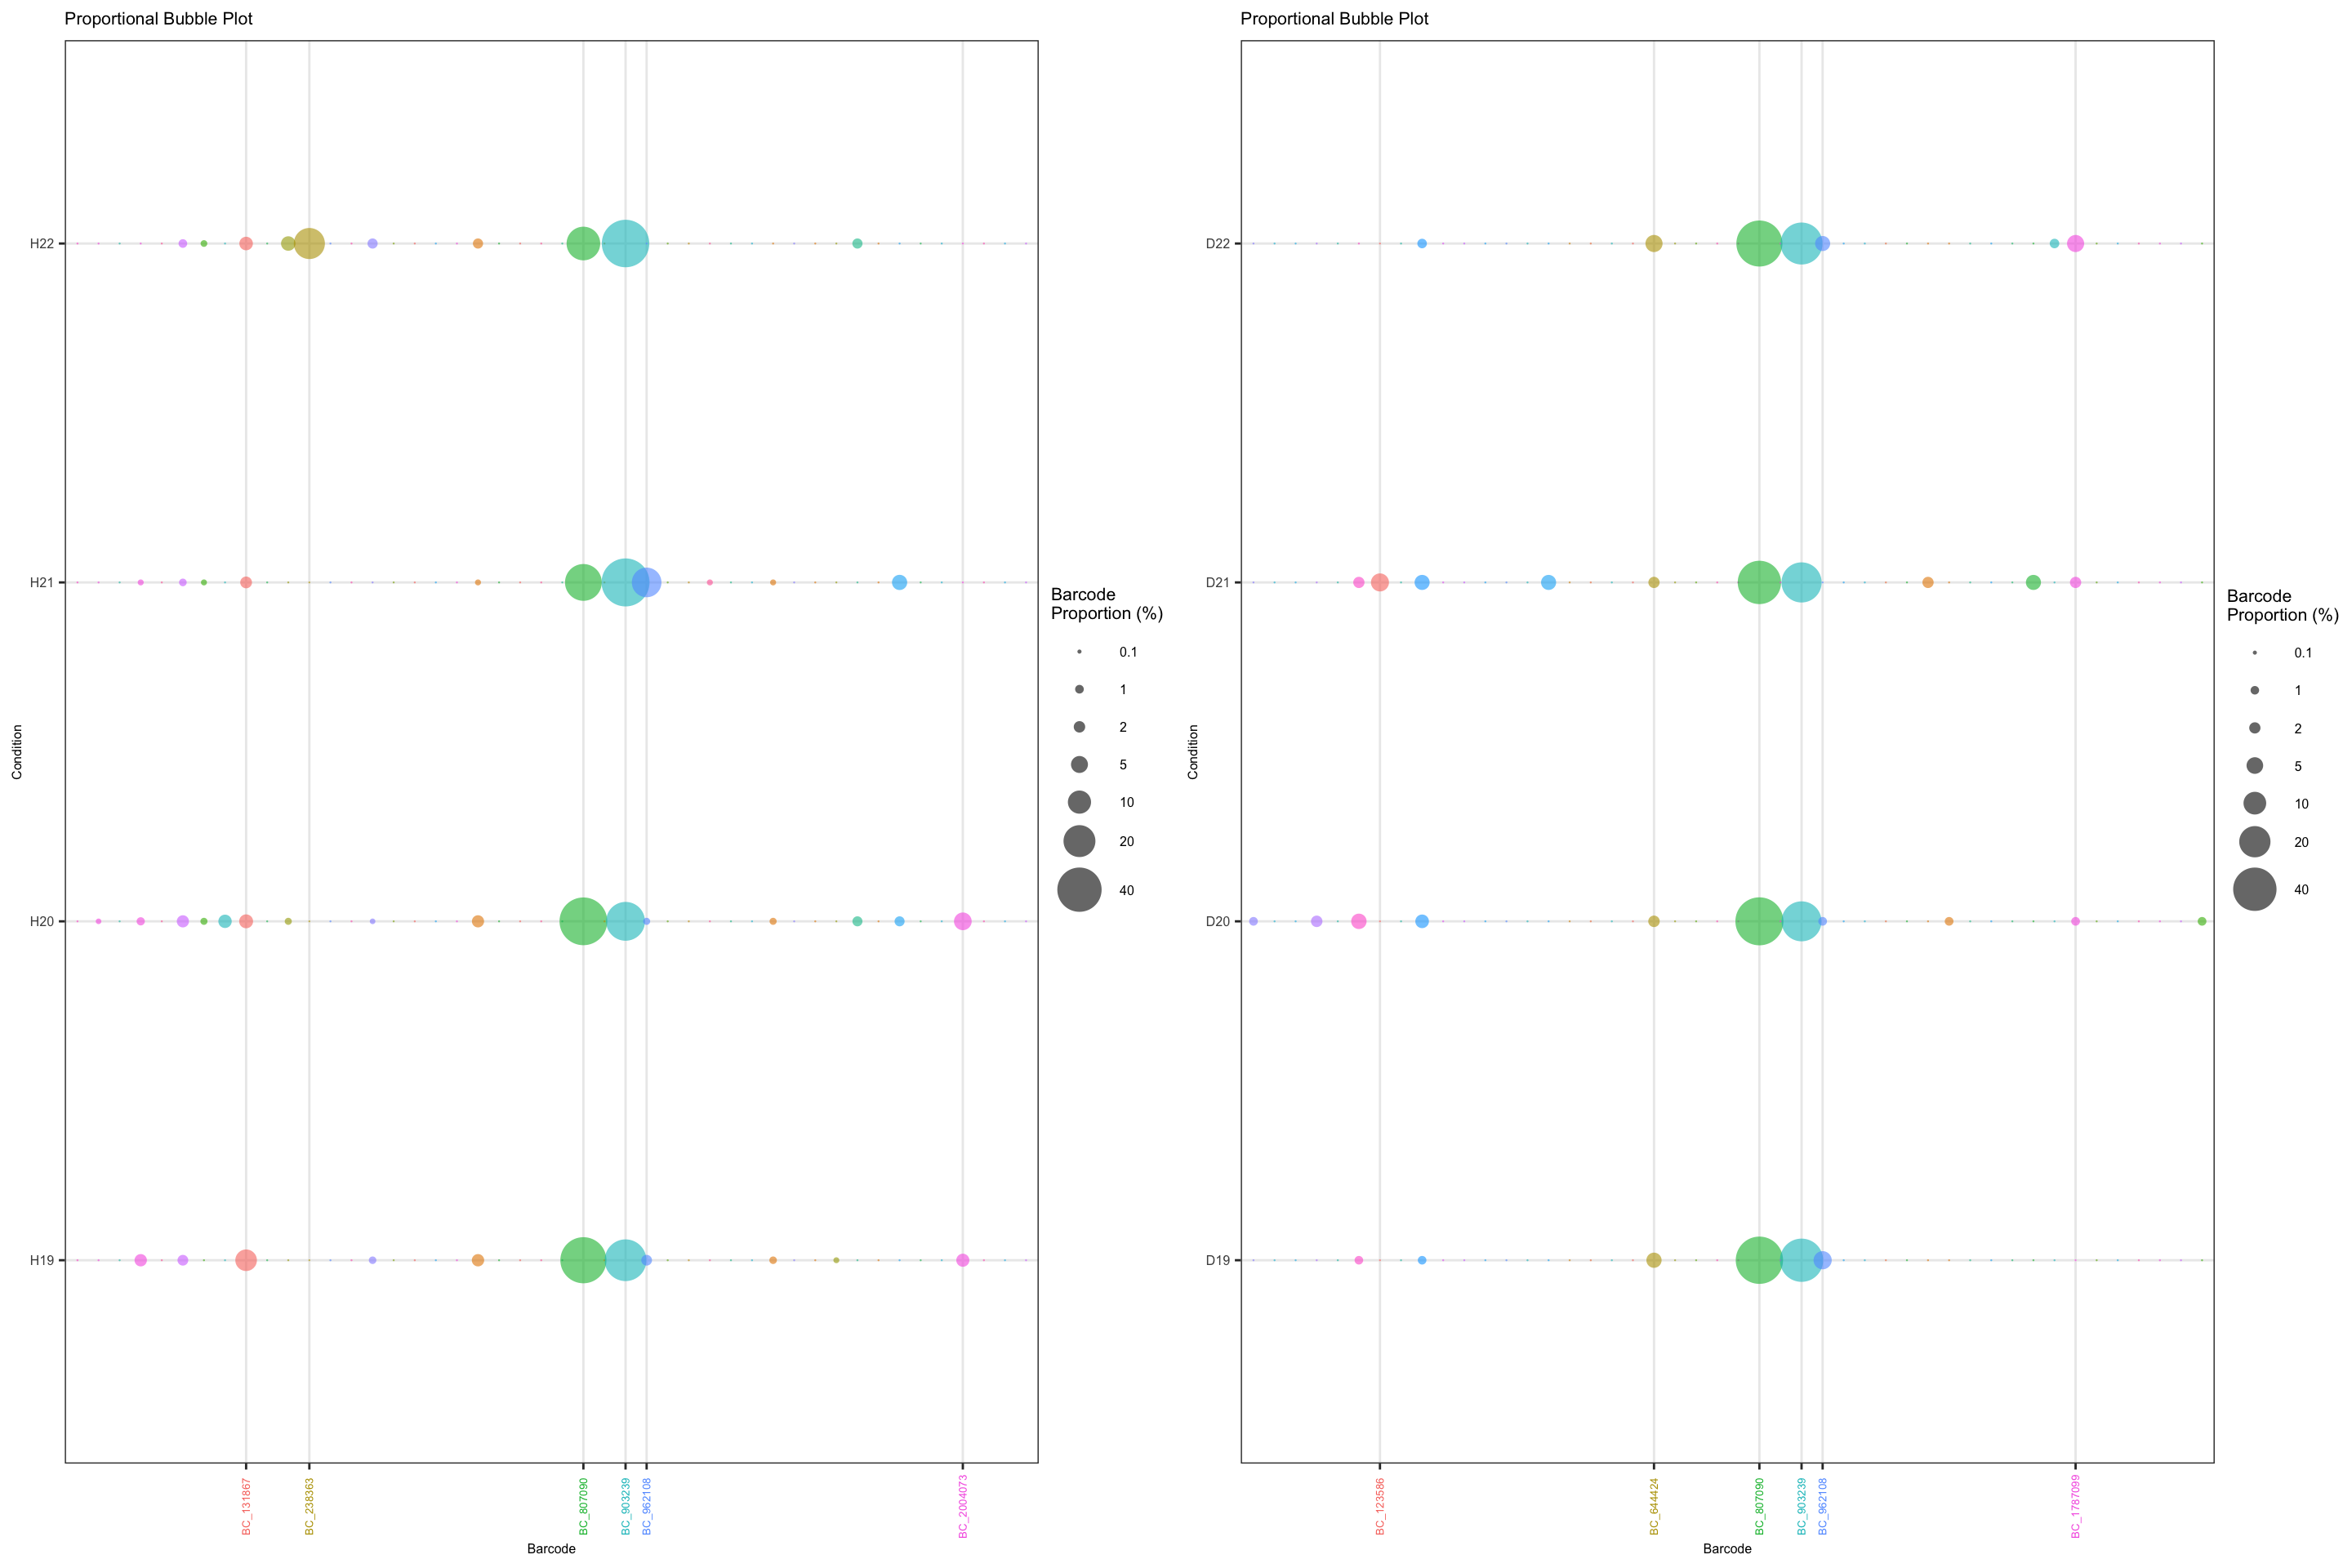 Proportional Bubble Plot
Condition
H22
H21
H20
H19
BC_131867
BC_238363
BC_807090
BC_903239
BC_962108
BC_2004073
Barcode
Barcode
Proportion (%)
0.1
1
2
5
10
20
40
Proportional Bubble Plot
Condition
D22
D21
D20
D19
BC_123586
BC_644424
BC_807090
BC_903239
BC_962108
BC_1787099
Barcode
Barcode
Proportion (%)
0.1
1
2
5
10
20
40